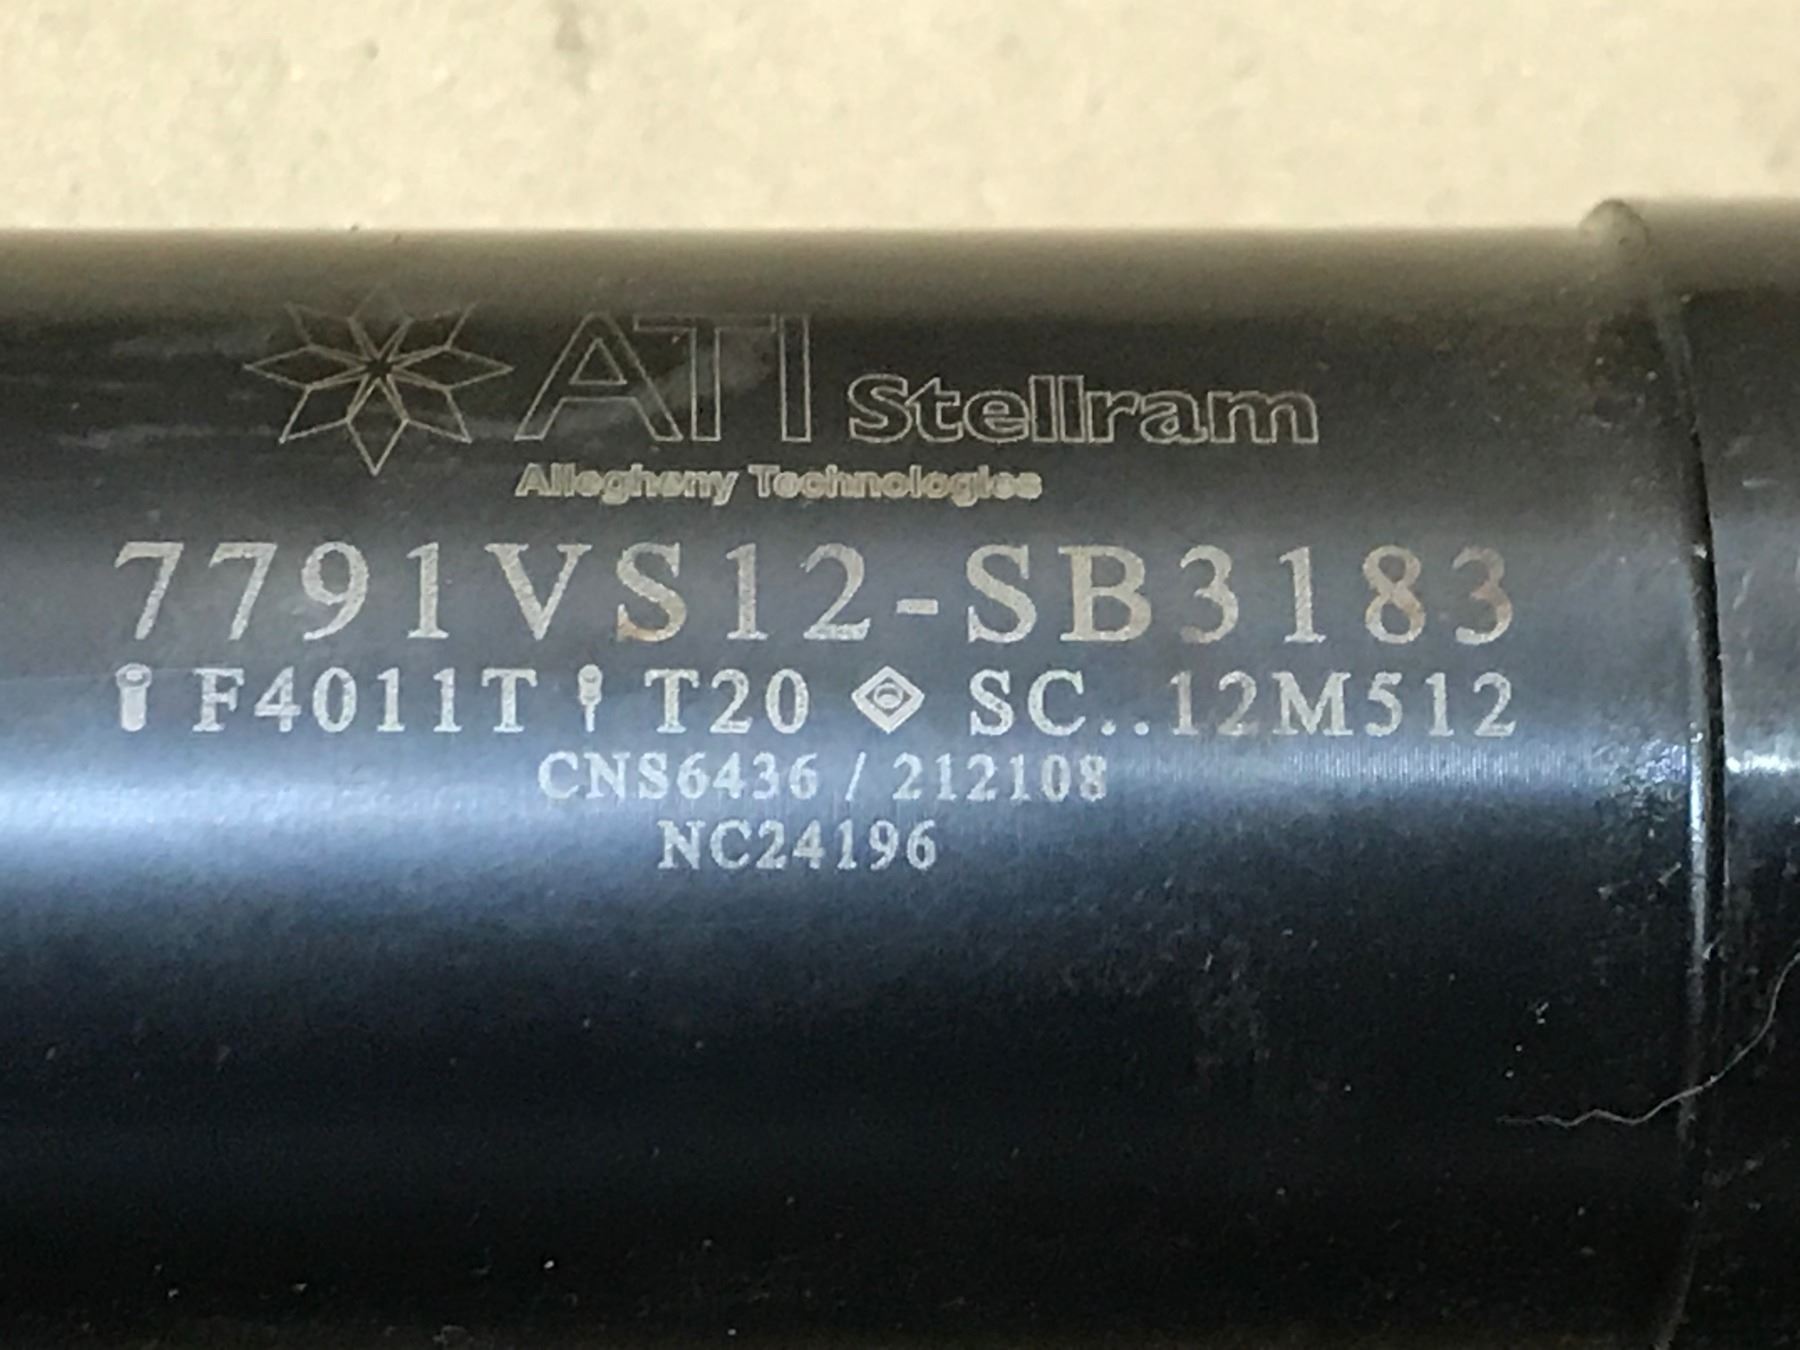 ATI Stellram
Allegheny Technologies
7791VS12-SB3183
F4011T T20 SC..12M512
CNS6436 / 212108
NC24196